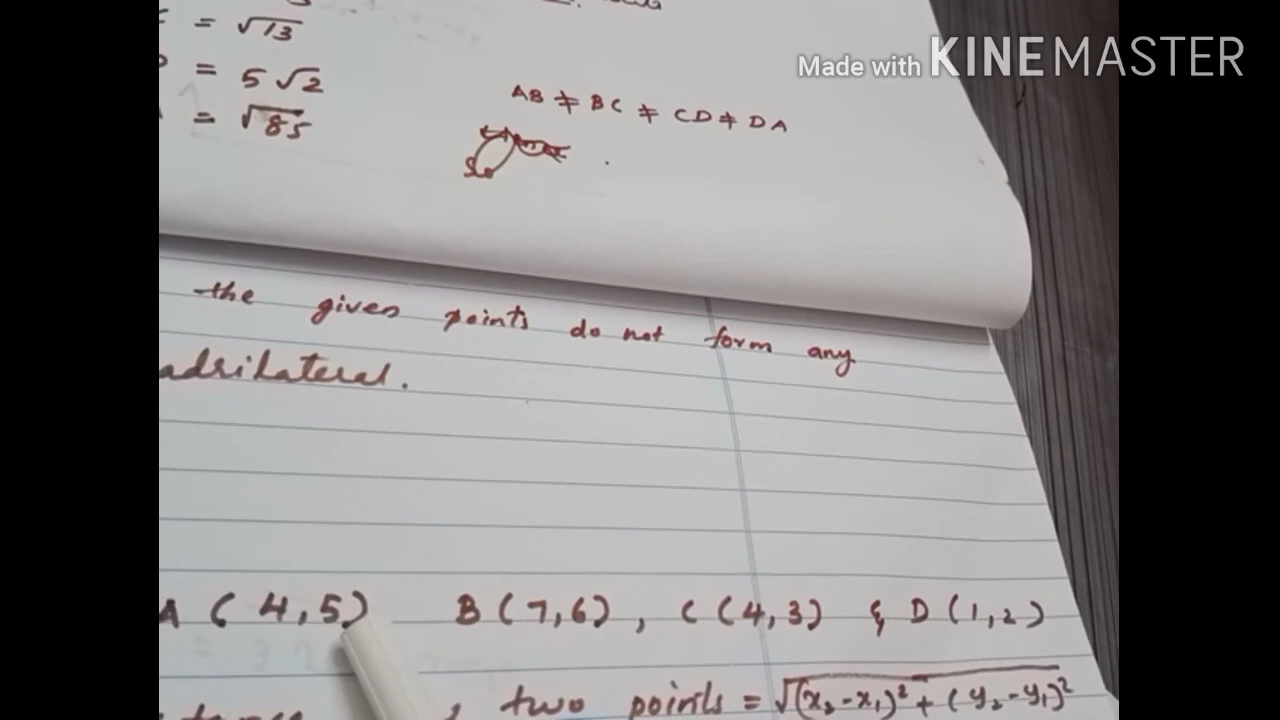 = √13
Made with KINEMASTER
= 5√2
AB ≠ BC ≠ CD ≠ DA
= √85
the given points do not form any
adrilateral.
A (4,5) B (7,6), C (4,3) & D (1,2)
two points = √(x₂-x₁)² + (y₂-y₁)²